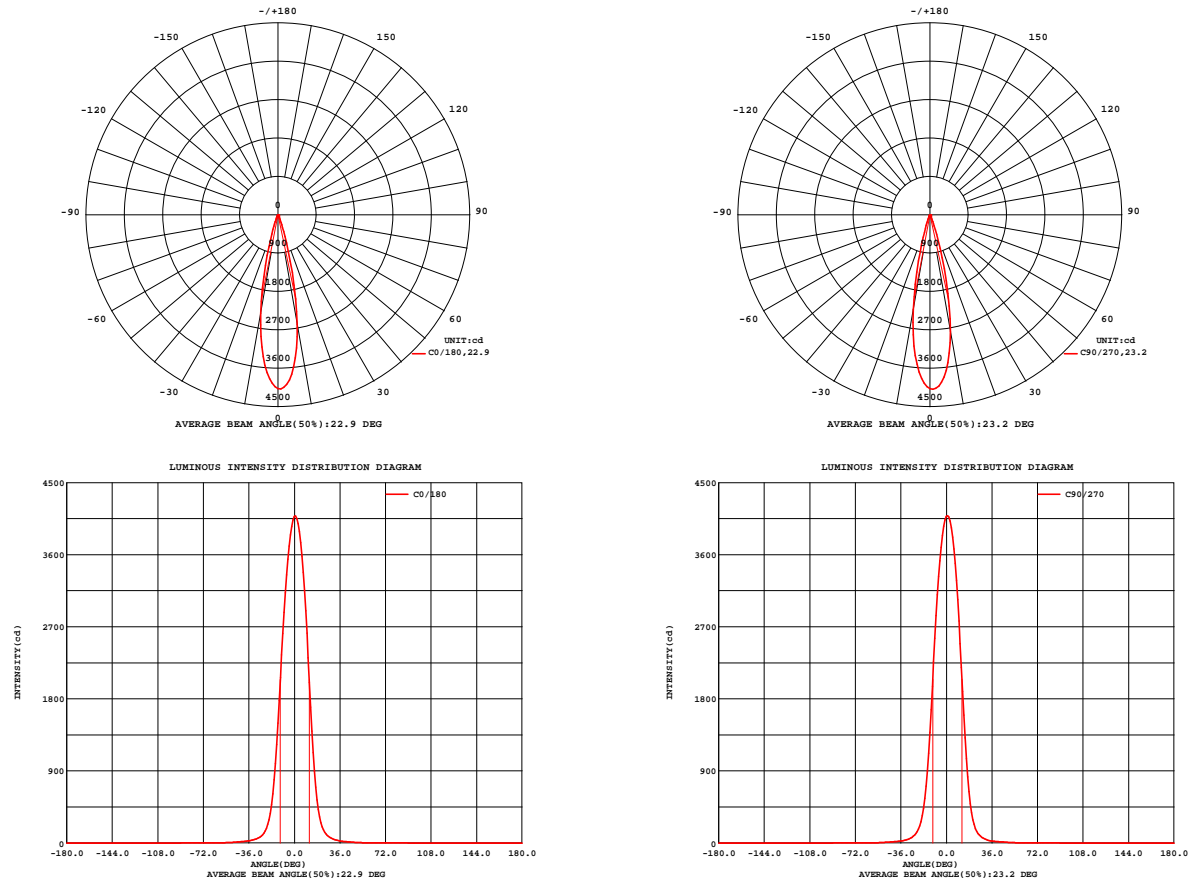 -/+180
-150 150
-120 120
-90 90
0
900
1800
-60 60
2700
UNIT:cd
C0/180,22.9
3600
-30 30
4500
0
AVERAGE BEAM ANGLE(50%):22.9 DEG
-/+180
-150 150
-120 120
-90 90
0
900
1800
-60 60
2700
UNIT:cd
C90/270,23.2
3600
-30 30
4500
0
AVERAGE BEAM ANGLE(50%):23.2 DEG
LUMINOUS INTENSITY DISTRIBUTION DIAGRAM
4500
C0/180
3600
2700
INTENSITY(cd)
1800
900
0
-180.0 -144.0 -108.0 -72.0 -36.0 0.0 36.0 72.0 108.0 144.0 180.0
ANGLE(DEG)
AVERAGE BEAM ANGLE(50%):22.9 DEG
LUMINOUS INTENSITY DISTRIBUTION DIAGRAM
4500
C90/270
3600
2700
INTENSITY(cd)
1800
900
0
-180.0 -144.0 -108.0 -72.0 -36.0 0.0 36.0 72.0 108.0 144.0 180.0
ANGLE(DEG)
AVERAGE BEAM ANGLE(50%):23.2 DEG